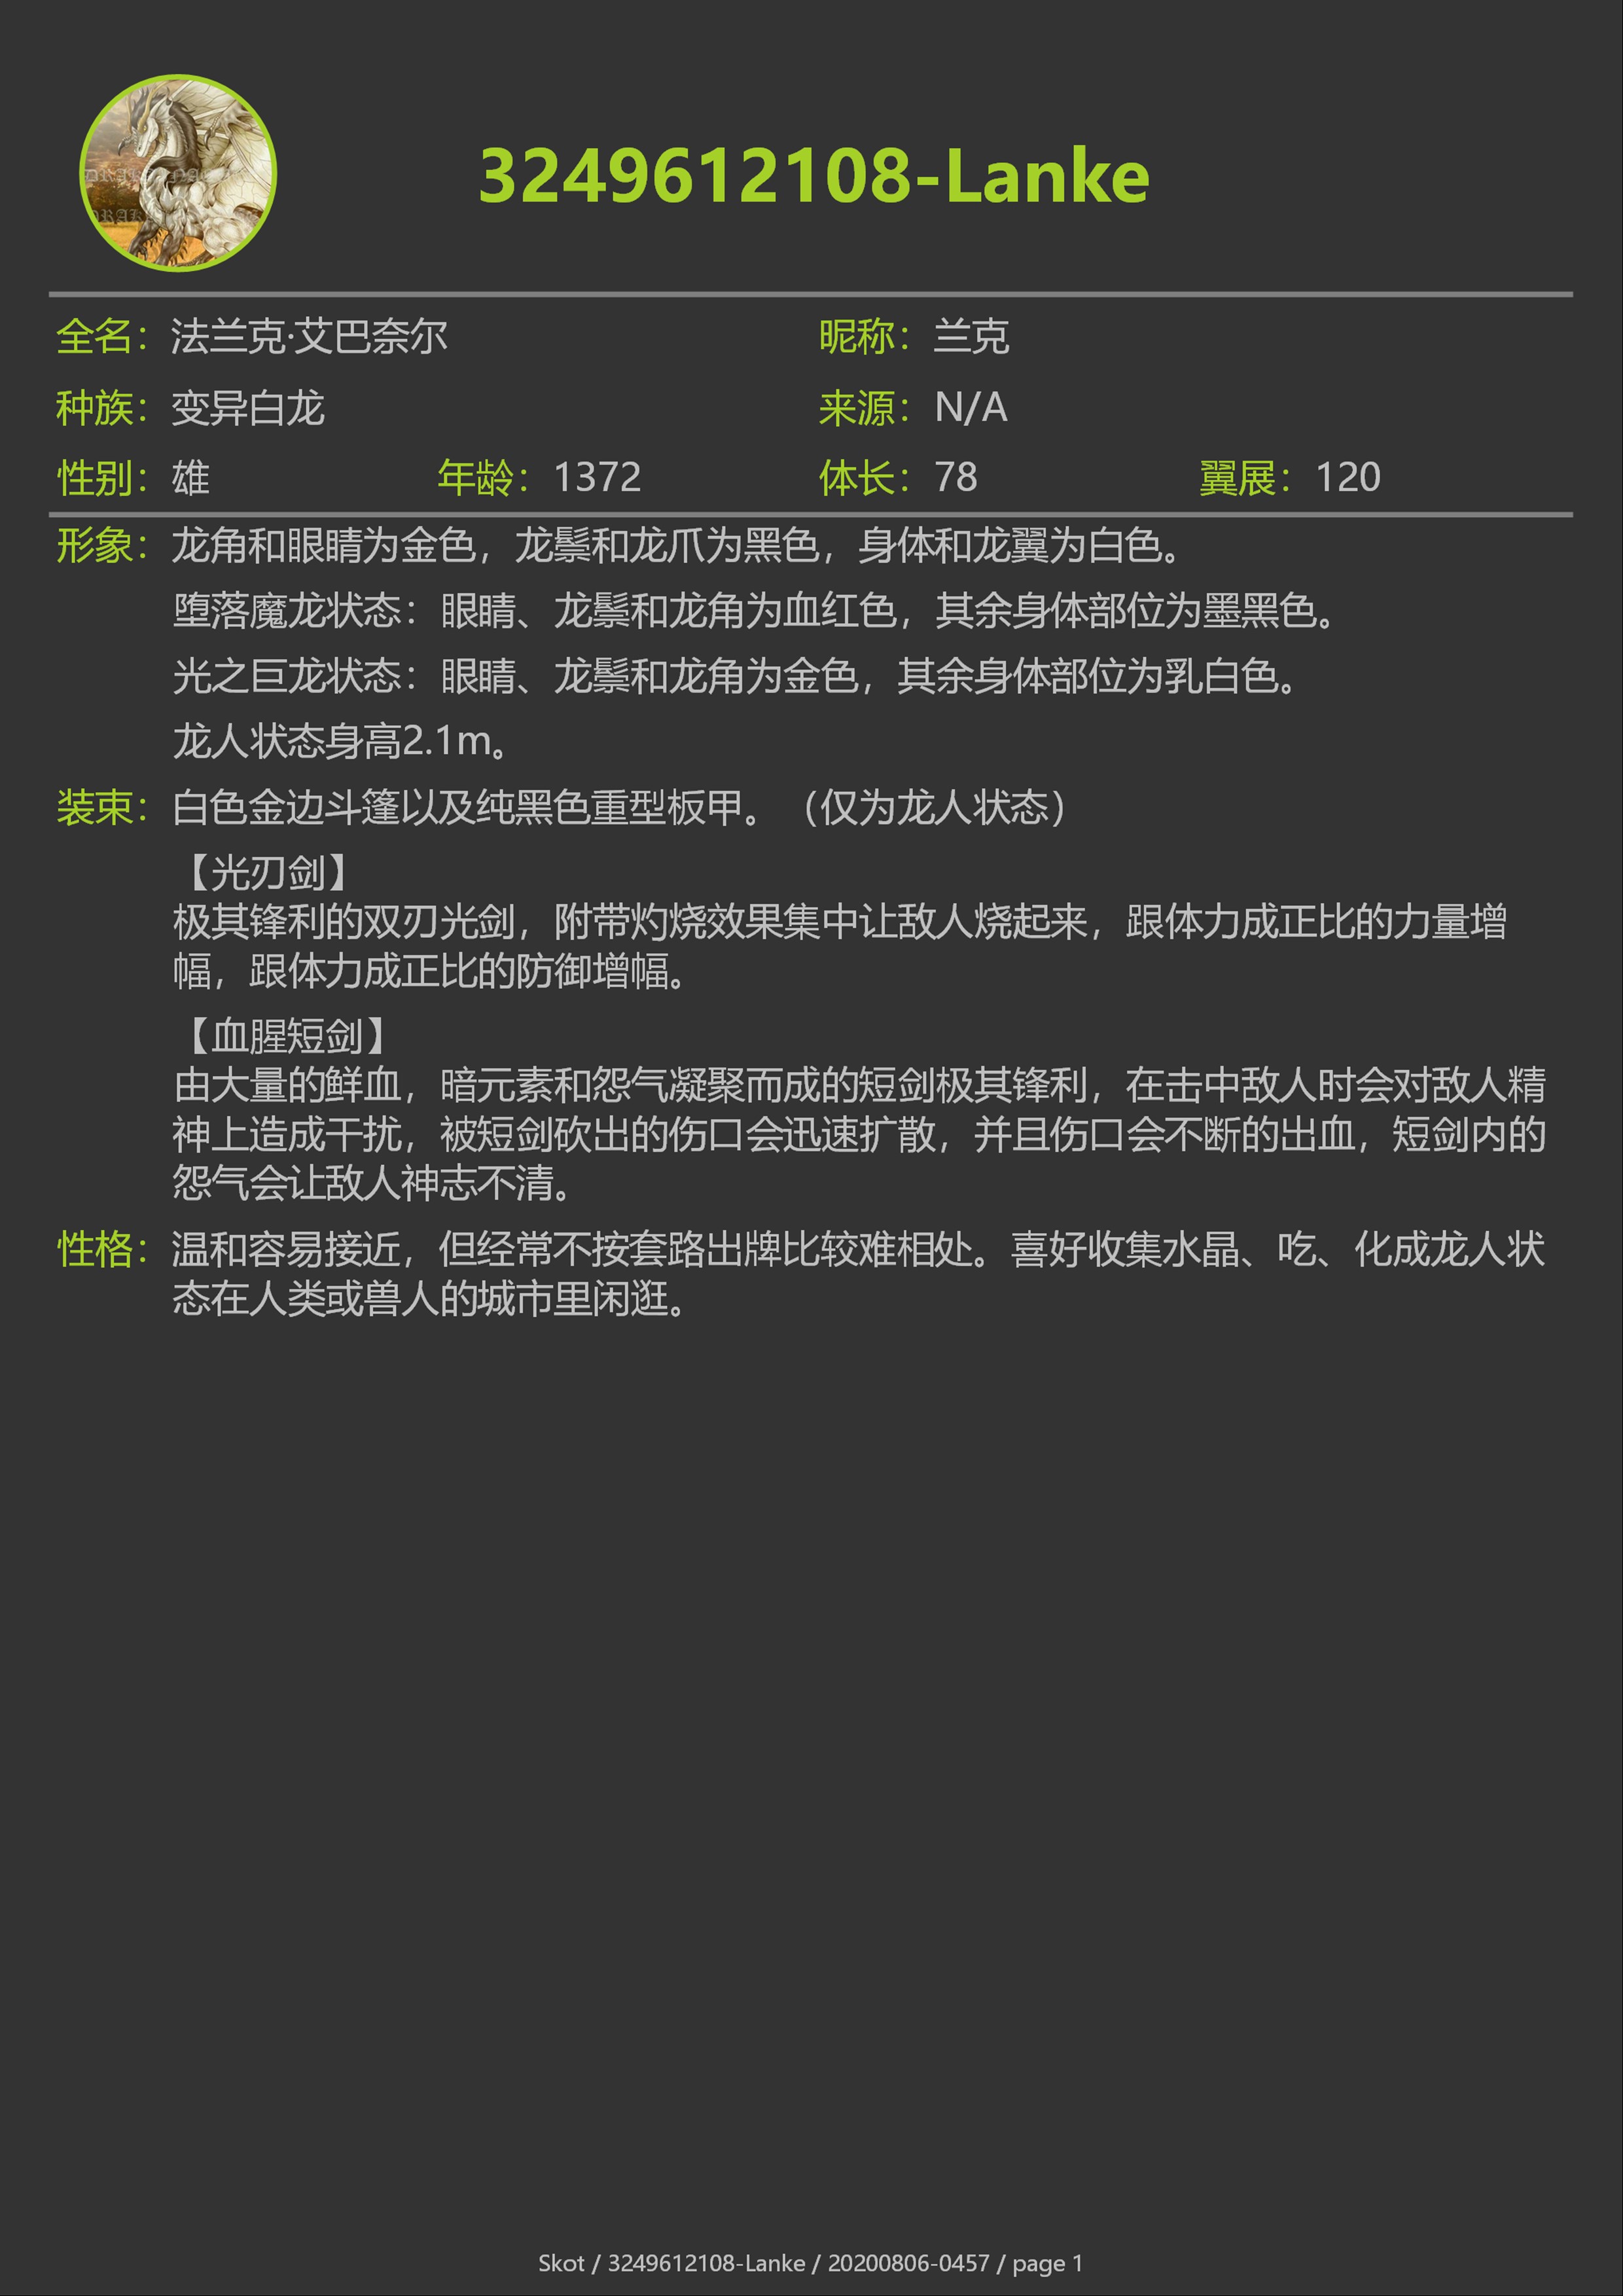 3249612108-Lanke
全名：法兰克·艾巴奈尔 昵称：兰克
种族：变异白龙 来源：N/A
性别：雄 年龄：1372 体长：78 翼展：120
形象：龙角和眼睛为金色，龙鬃和龙爪为黑色，身体和龙翼为白色。
堕落魔龙状态：眼睛、龙鬃和龙角为血红色，其余身体部位为墨黑色。
光之巨龙状态：眼睛、龙鬃和龙角为金色，其余身体部位为乳白色。
龙人状态身高2.1m。
装束：白色金边斗篷以及纯黑色重型板甲。（仅为龙人状态）
【光刃剑】
极其锋利的双刃光剑，附带灼烧效果集中让敌人烧起来，跟体力成正比的力量增
幅，跟体力成正比的防御增幅。
【血腥短剑】
由大量的鲜血，暗元素和怨气凝聚而成的短剑极其锋利，在击中敌人时会对敌人精
神上造成干扰，被短剑砍出的伤口会迅速扩散，并且伤口会不断的出血，短剑内的
怨气会让敌人神志不清。
性格：温和容易接近，但经常不按套路出牌比较难相处。喜好收集水晶、吃、化成龙人状
态在人类或兽人的城市里闲逛。
Skot / 3249612108-Lanke / 20200806-0457 / page 1